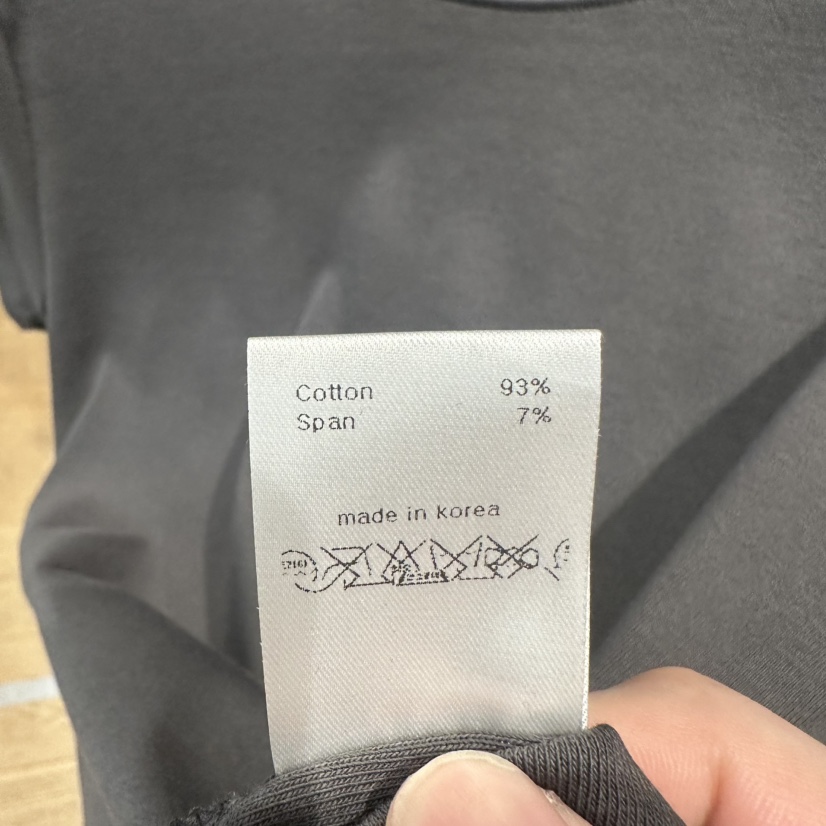 Cotton 93%
Span 7%
made in korea